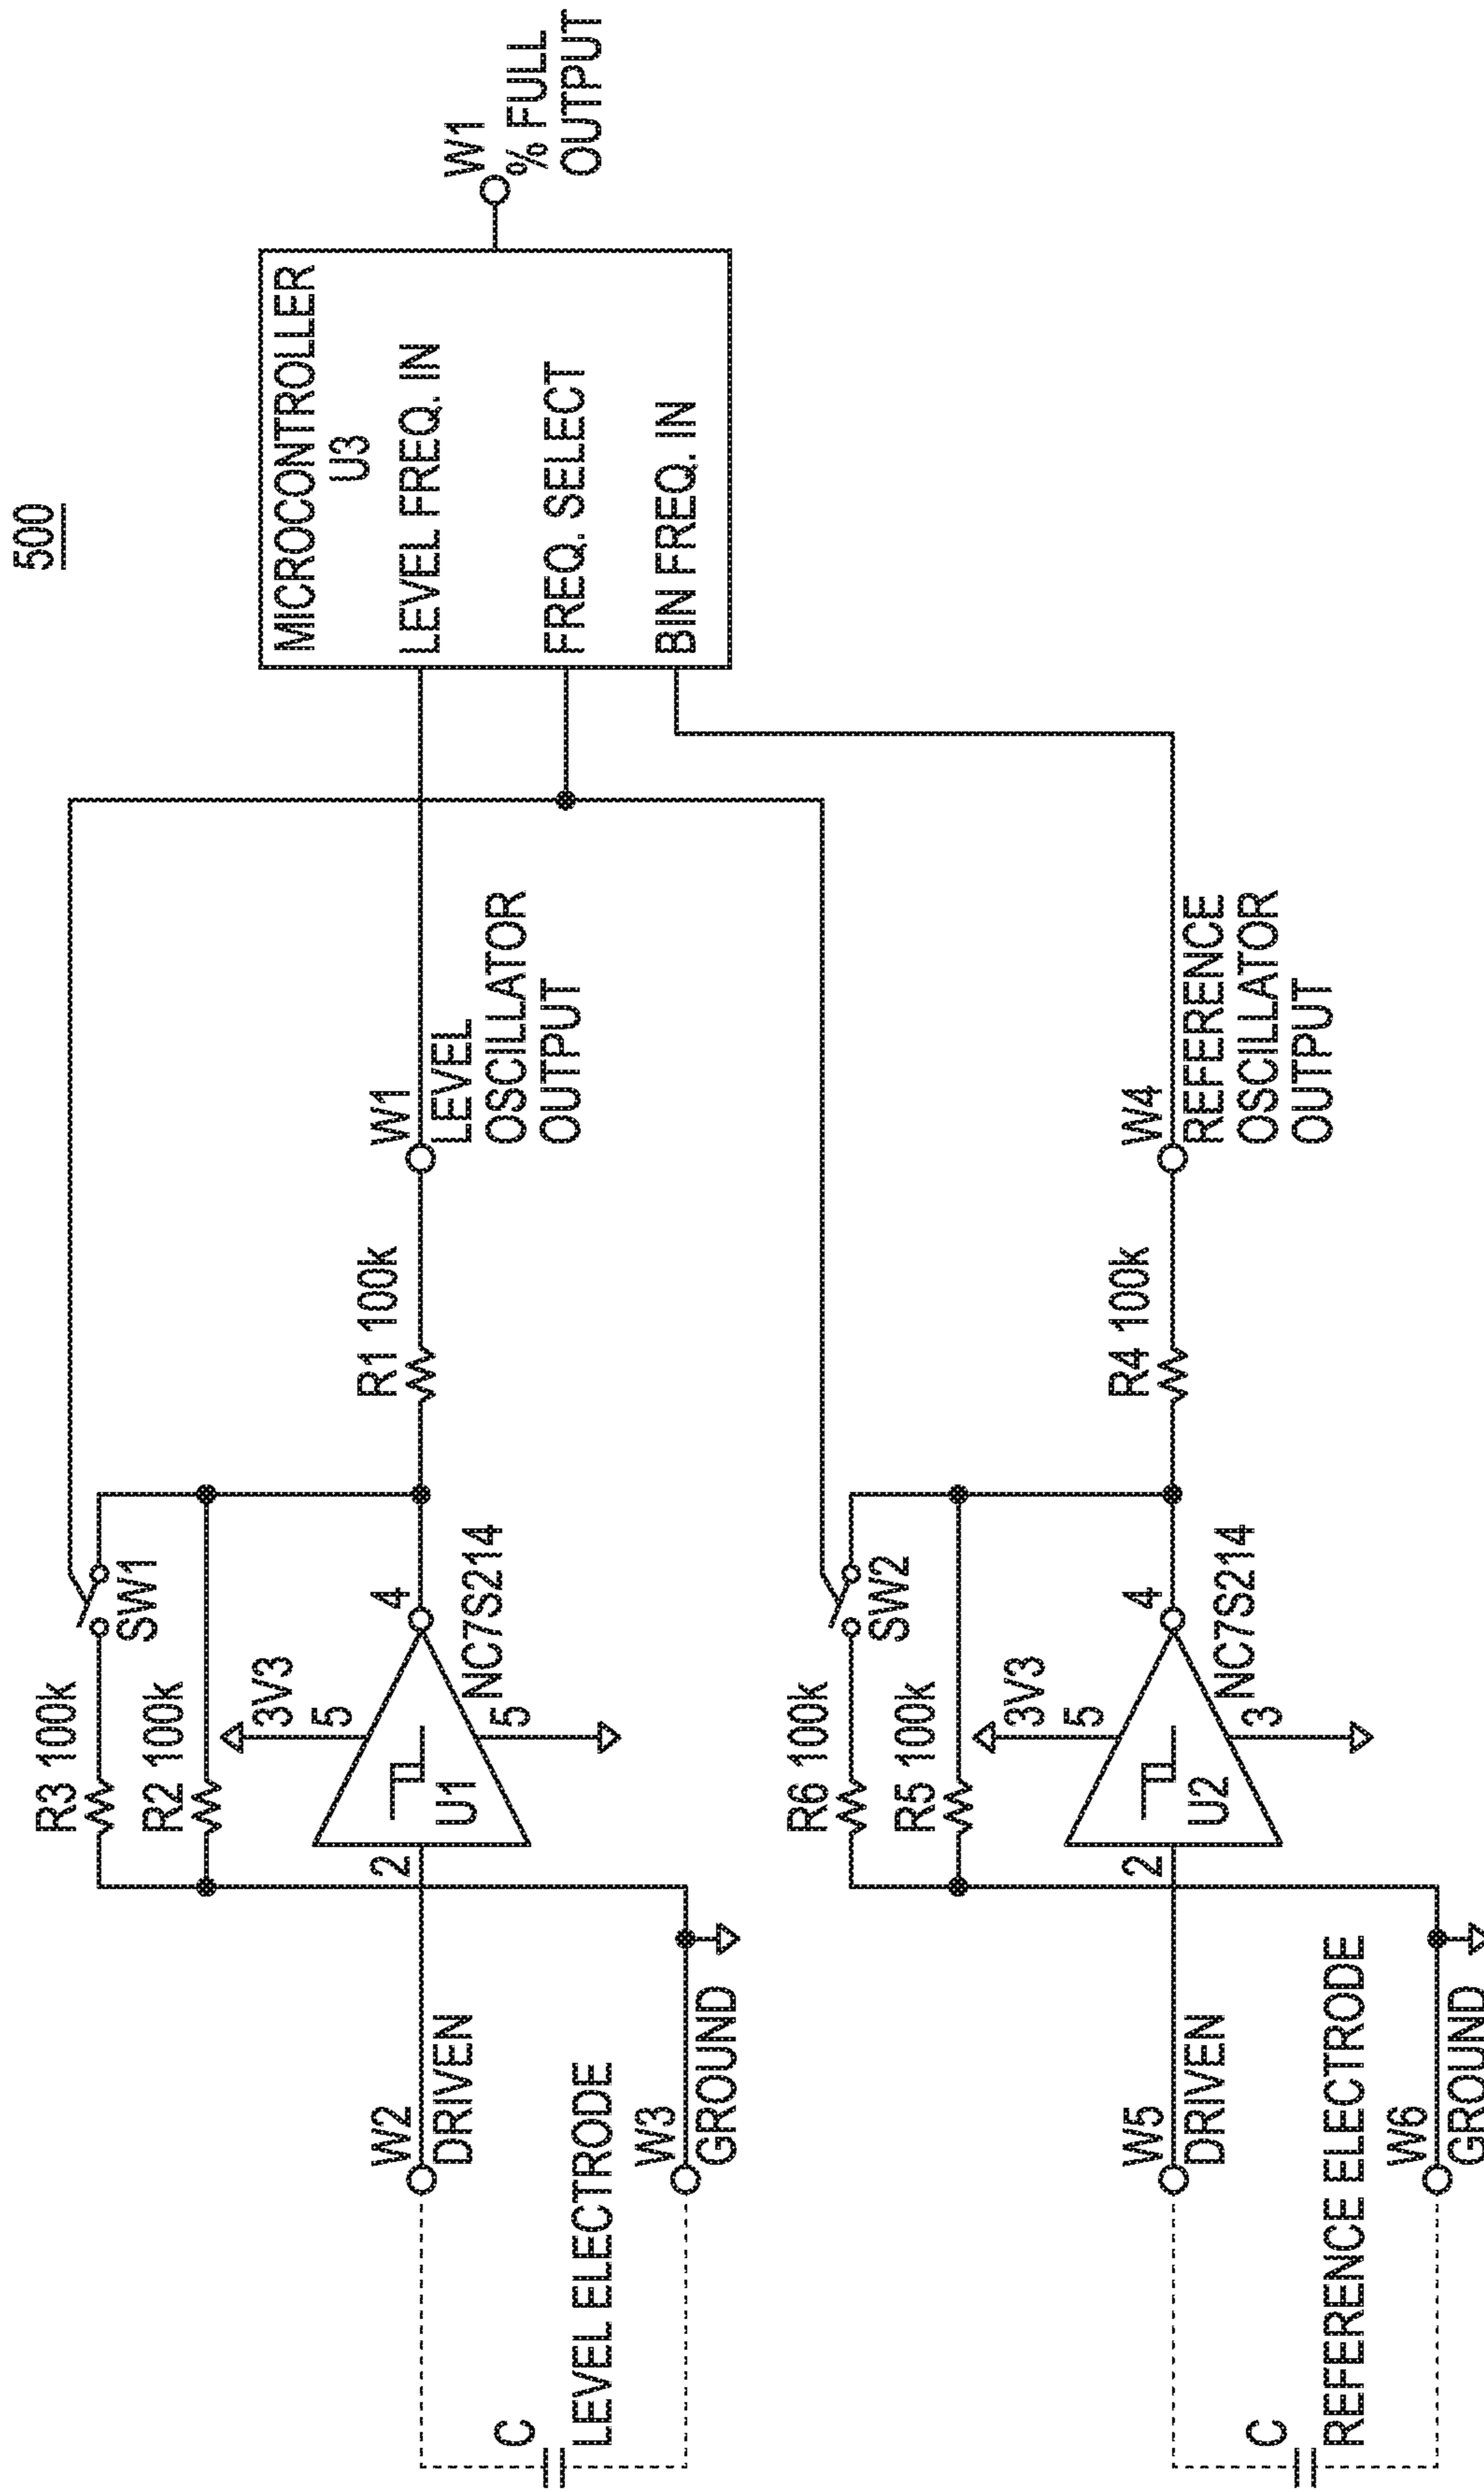 500
R3 100k
SW1
R2 100k
3V3
5
2
U1
4
5
NC7S214
R1 100k
W1
LEVEL
OSCILLATOR
OUTPUT
W2
DRIVEN
C
LEVEL ELECTRODE
W3
GROUND
MICROCONTROLLER
U3
LEVEL FREQ. IN
FREQ. SELECT
BIN FREQ. IN
W1
% FULL
OUTPUT
R6 100k
SW2
R5 100k
3V3
5
2
U2
4
3
NC7S214
R4 100k
W4
REFERENCE
OSCILLATOR
OUTPUT
W5
DRIVEN
C
REFERENCE ELECTRODE
W6
GROUND